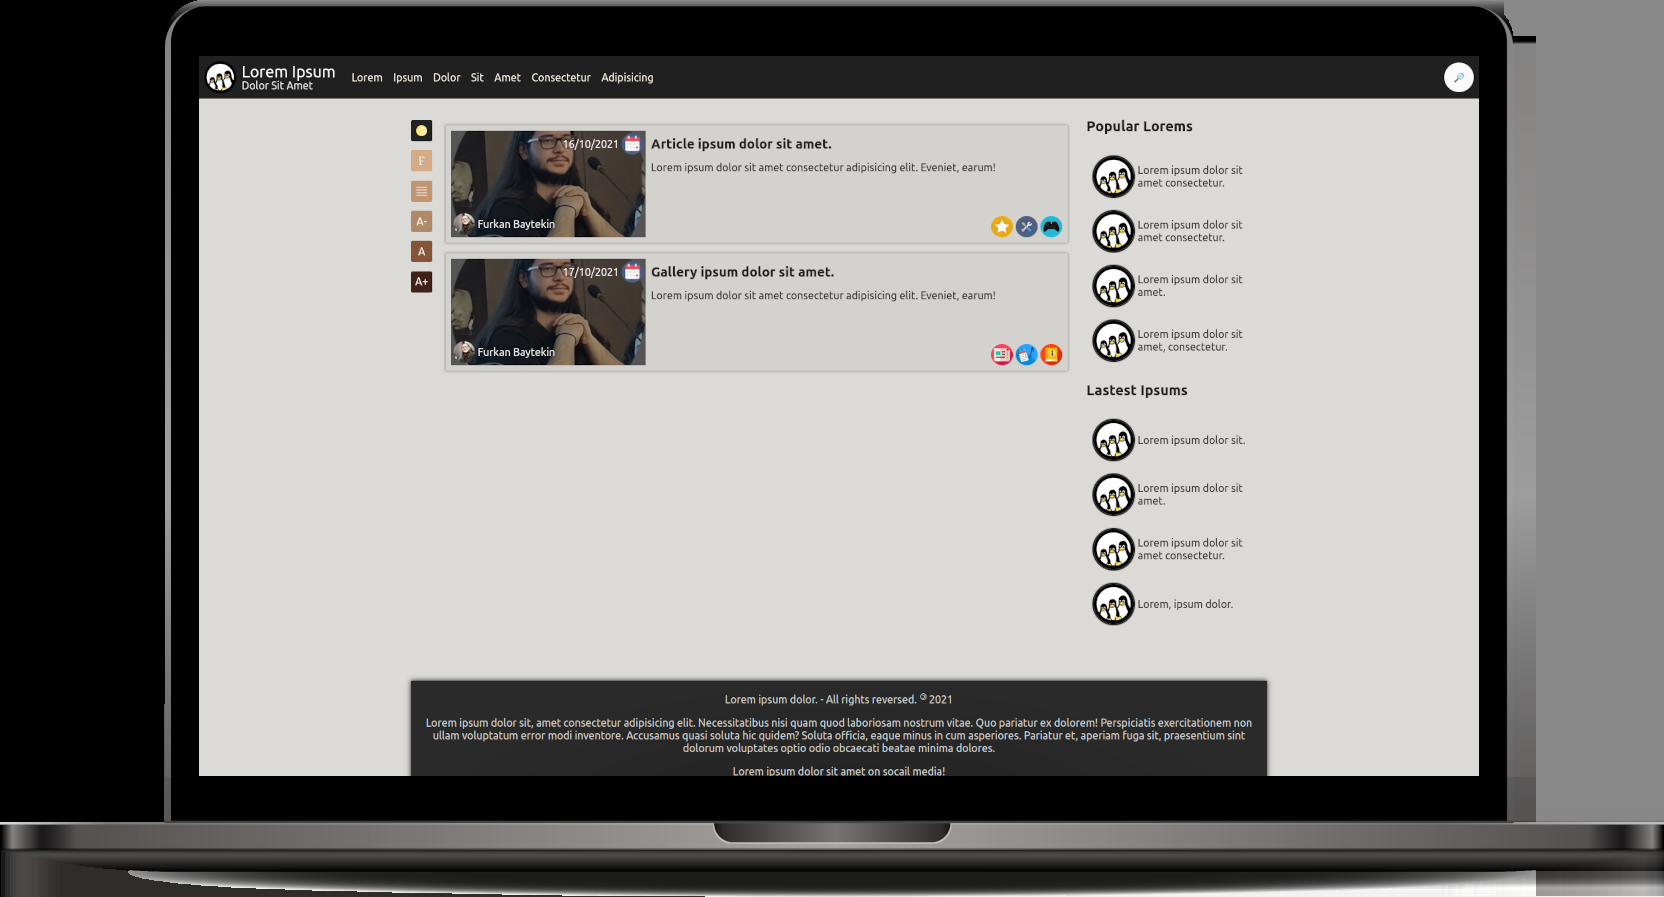 Lorem Ipsum
Dolor Sit Amet
Lorem Ipsum Dolor Sit Amet Consectetur Adipisicing
F
A-
A
A+
16/10/2021
Furkan Baytekin
Article ipsum dolor sit amet.
Lorem ipsum dolor sit amet consectetur adipisicing elit. Eveniet, earum!
17/10/2021
Furkan Baytekin
Gallery ipsum dolor sit amet.
Lorem ipsum dolor sit amet consectetur adipisicing elit. Eveniet, earum!
Popular Lorems
Lorem ipsum dolor sit
amet consectetur.
Lorem ipsum dolor sit
amet consectetur.
Lorem ipsum dolor sit
amet.
Lorem ipsum dolor sit
amet, consectetur.
Lastest Ipsums
Lorem ipsum dolor sit.
Lorem ipsum dolor sit
amet.
Lorem ipsum dolor sit
amet consectetur.
Lorem, ipsum dolor.
Lorem ipsum dolor. - All rights reversed. 🄯 2021
Lorem ipsum dolor sit, amet consectetur adipisicing elit. Necessitatibus nisi quam quod laboriosam nostrum vitae. Quo pariatur ex dolorem! Perspiciatis exercitationem non
ullam voluptatum error modi inventore. Accusamus quasi soluta hic quidem? Soluta officia, eaque minus in cum asperiores. Pariatur et, aperiam fuga sit, praesentium sint
dolorum voluptates optio odio obcaecati beatae minima dolores.
Lorem ipsum dolor sit amet on socail media!